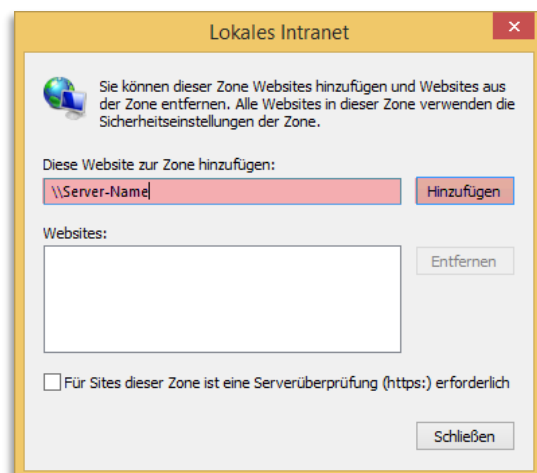 Lokales Intranet
Sie können dieser Zone Websites hinzufügen und Websites aus
der Zone entfernen. Alle Websites in dieser Zone verwenden die
Sicherheitseinstellungen der Zone.
Diese Website zur Zone hinzufügen:
\\Server-Name
Hinzufügen
Websites:
Entfernen
Für Sites dieser Zone ist eine Serverüberprüfung (https:) erforderlich
Schließen